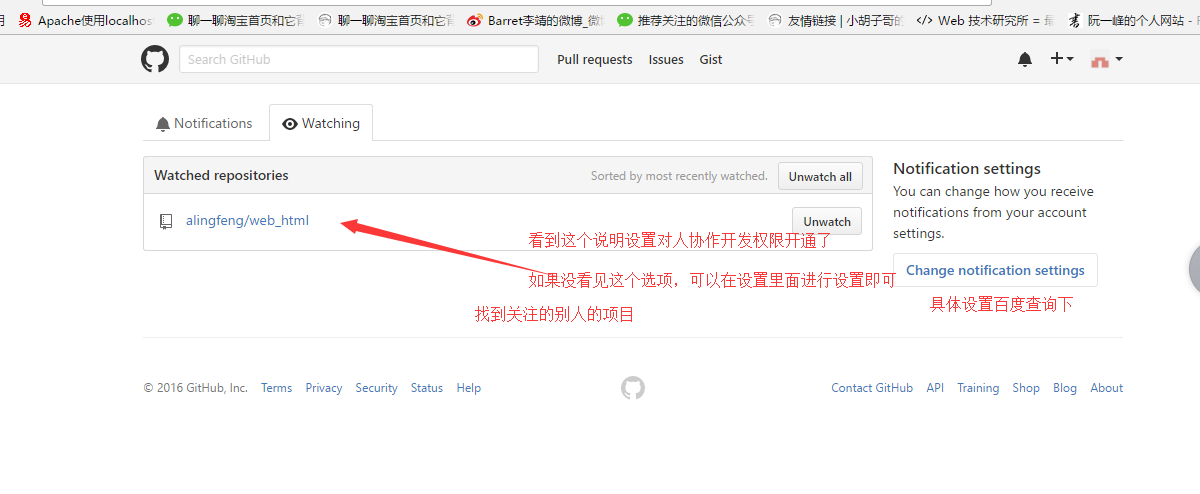 Apache使用localhos
聊一聊淘宝首页和它背
聊一聊淘宝首页和它背
Barret李靖的微博_微
推荐关注的微信公众号
友情链接 | 小胡子哥的
</> Web 技术研究所 =
阮一峰的个人网站 -
Search GitHub
Pull requests
Issues
Gist
Notifications
Watching
Watched repositories
Sorted by most recently watched.
Unwatch all
alingfeng/web_html
Unwatch
看到这个说明设置对人协作开发权限开通了
如果没看见这个选项，可以在设置里面进行设置即可
找到关注的别人的项目
Notification settings
You can change how you receive
notifications from your account
settings.
Change notification settings
具体设置百度查询下
© 2016 GitHub, Inc.
Terms
Privacy
Security
Status
Help
Contact GitHub
API
Training
Shop
Blog
About